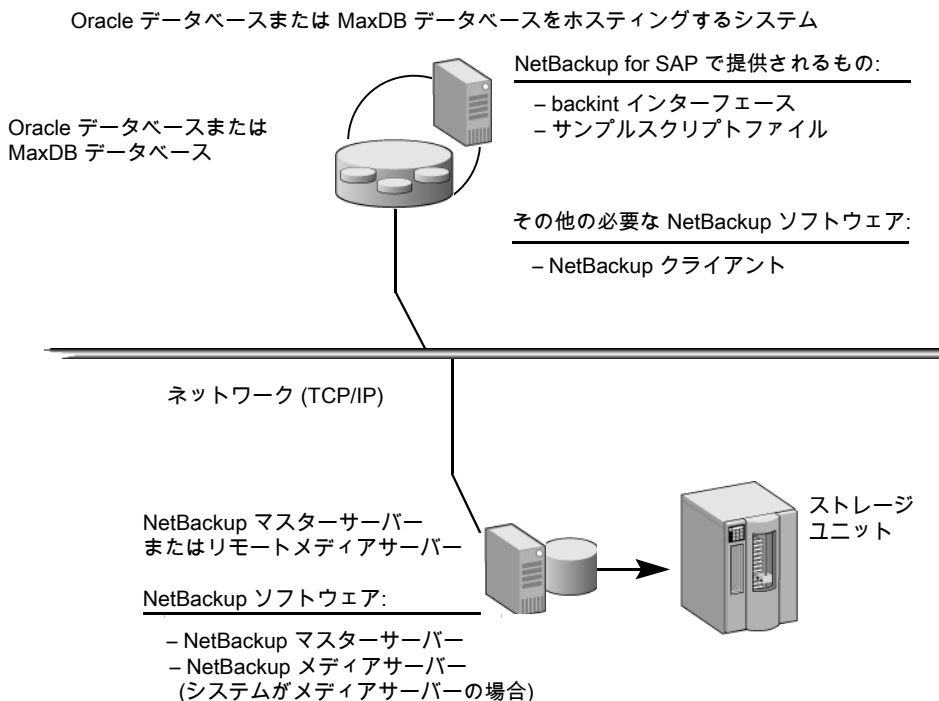 Oracle データベースまたは MaxDB データベースをホスティングするシステム
NetBackup for SAP で提供されるもの:
– backint インターフェース
– サンプルスクリプトファイル
Oracle データベースまたは
MaxDB データベース
その他の必要な NetBackup ソフトウェア:
– NetBackup クライアント
ネットワーク (TCP/IP)
NetBackup マスターサーバー
またはリモートメディアサーバー
ストレージ
ユニット
NetBackup ソフトウェア:
– NetBackup マスターサーバー
– NetBackup メディアサーバー
(システムがメディアサーバーの場合)